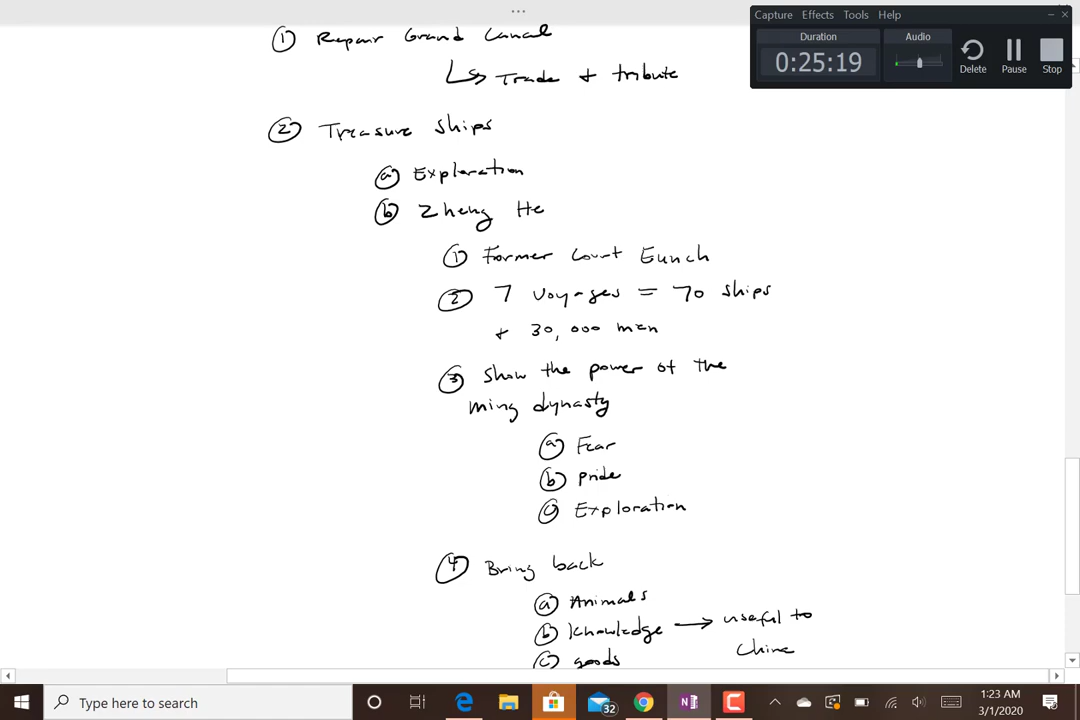 Capture Effects Tools Help
Duration
Audio
0:25:19
Delete
Pause
Stop
① Repair Grand Canal
↳ Trade + tribute
② Treasure ships
ⓐ Exploration
ⓑ Zheng He
① Former Court Eunch
② 7 voyages = 70 ships
+ 30,000 men
③ Show the power of the
ming dynasty
ⓐ Fear
ⓑ pride
ⓒ Exploration
④ Bring back
ⓐ Animals
ⓑ knowledge → useful to
China
ⓒ goods
Type here to search
32
1:23 AM
3/1/2020